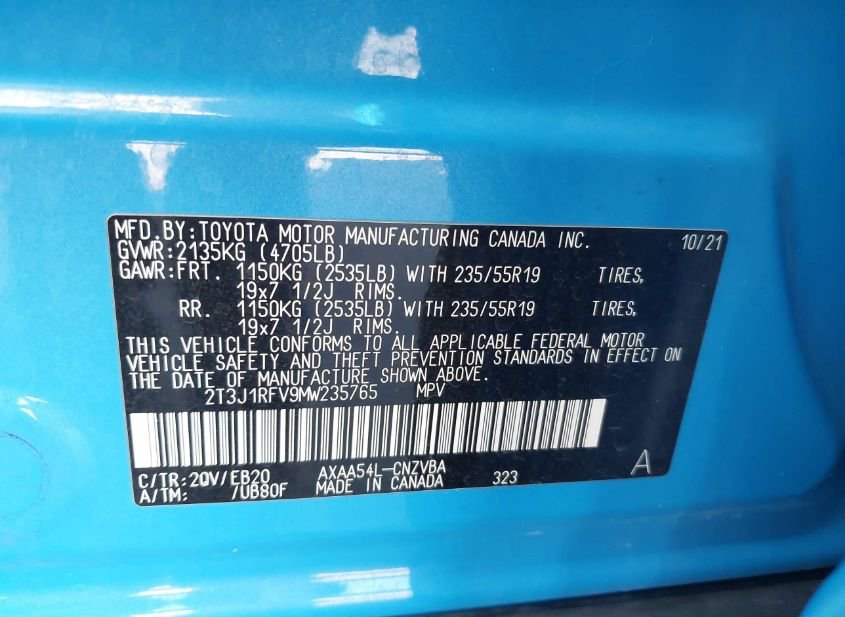 MFD.BY:TOYOTA MOTOR MANUFACTURING CANADA INC. 10/21
GVWR:2135KG (4705LB)
GAWR:FRT. 1150KG (2535LB) WITH 235/55R19 TIRES,
19x7 1/2J RIMS.
RR. 1150KG (2535LB) WITH 235/55R19 TIRES,
19x7 1/2J RIMS.
THIS VEHICLE CONFORMS TO ALL APPLICABLE FEDERAL MOTOR
VEHICLE SAFETY AND THEFT PREVENTION STANDARDS IN EFFECT ON
THE DATE OF MANUFACTURE SHOWN ABOVE.
2T3J1RFV9MW235765 MPV
C/TR:20V/EB20 AXAA54L-CNZVBA
A/TM: /UB80F MADE IN CANADA 323 A